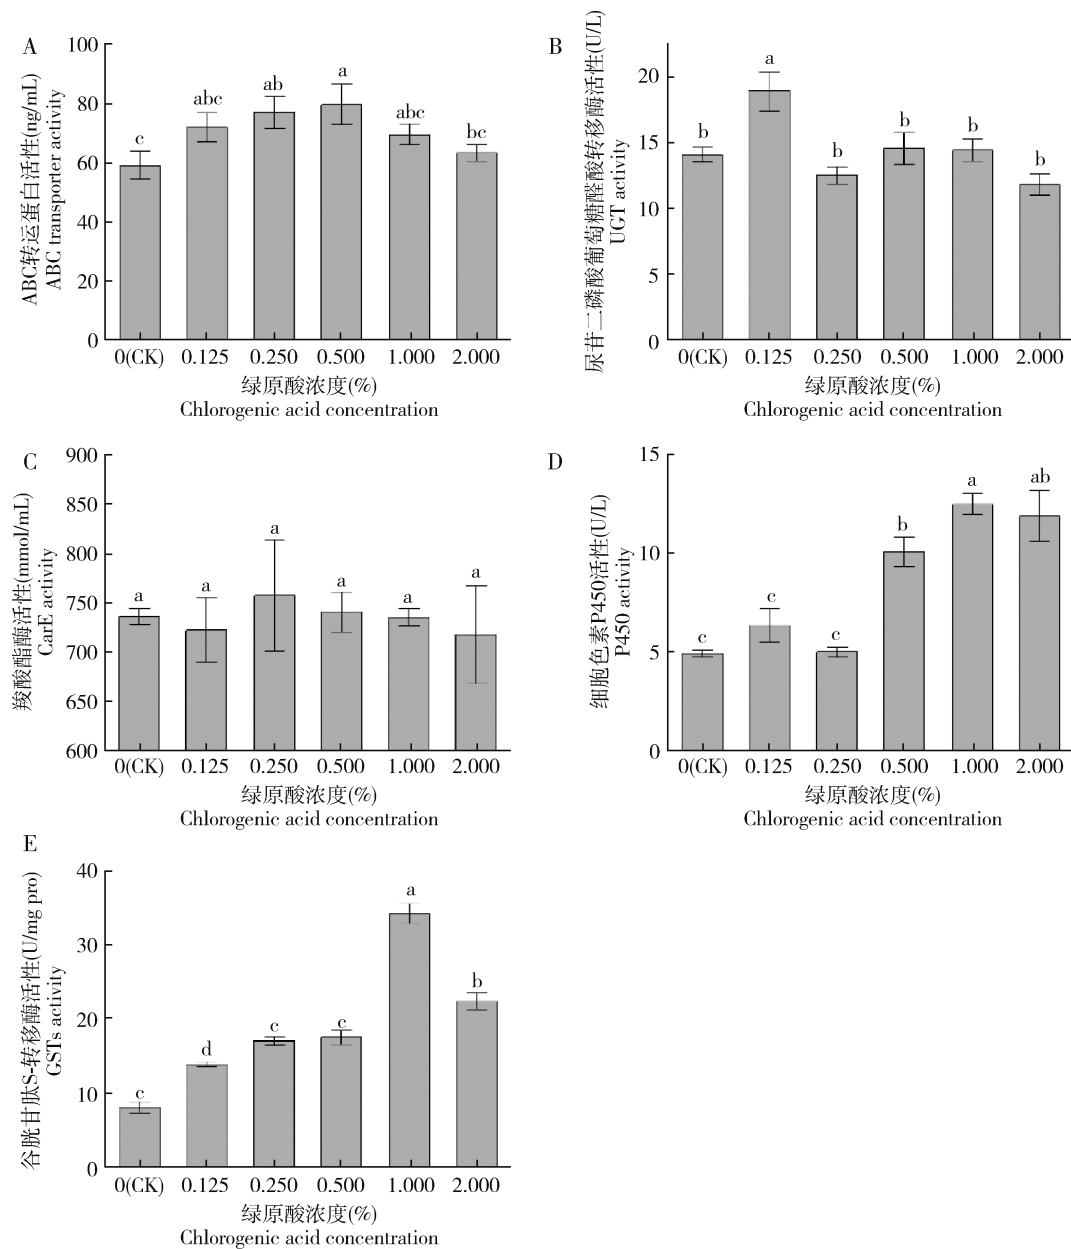 A
ABC转运蛋白活性(ng/mL)
ABC transporter activity
100
80
60
40
20
0
c
abc
ab
a
abc
bc
0(CK) 0.125 0.250 0.500 1.000 2.000
绿原酸浓度(%)
Chlorogenic acid concentration
B
尿苷二磷酸葡萄糖醛酸转移酶活性(U/L)
UGT activity
20
15
10
5
0
b
a
b
b
b
b
0(CK) 0.125 0.250 0.500 1.000 2.000
绿原酸浓度(%)
Chlorogenic acid concentration
C
羧酸酯酶活性(mmol/mL)
CarE activity
900
850
800
750
700
650
600
a
a
a
a
a
a
0(CK) 0.125 0.250 0.500 1.000 2.000
绿原酸浓度(%)
Chlorogenic acid concentration
D
细胞色素P450活性(U/L)
P450 activity
15
10
5
0
c
c
c
b
a
ab
0(CK) 0.125 0.250 0.500 1.000 2.000
绿原酸浓度(%)
Chlorogenic acid concentration
E
谷胱甘肽S-转移酶活性(U/mg pro)
GSTs activity
40
30
20
10
0
c
d
c
c
a
b
0(CK) 0.125 0.250 0.500 1.000 2.000
绿原酸浓度(%)
Chlorogenic acid concentration